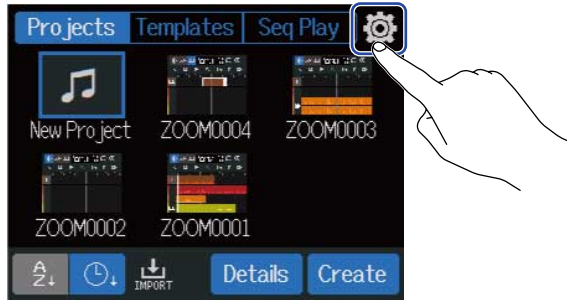 Projects Templates Seq Play
New Project ZOOM0004 ZOOM0003
ZOOM0002 ZOOM0001
A
Z
IMPORT Details Create